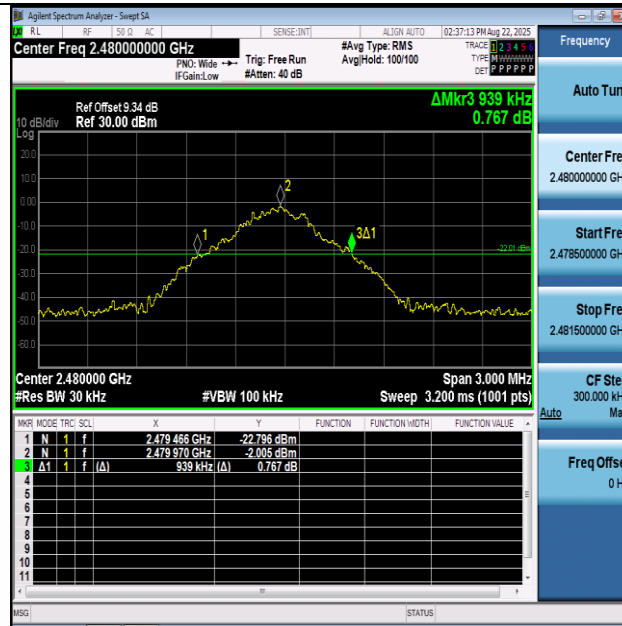 Agilent Spectrum Analyzer - Swept SA
RL RF 50 Ω AC SENSE:INT ALIGN AUTO 02:37:13 PM Aug 22, 2025
Center Freq 2.480000000 GHz #Avg Type: RMS TRACE 1 2 3 4 5 6
PNO: Wide Trig: Free Run Avg|Hold: 100/100 TYPE M
IFGain:Low #Atten: 40 dB DET P P P P P P
Frequency
Auto Tun
Center Fre
2.480000000 GH
Start Fre
2.478500000 GH
Stop Fre
2.481500000 GH
CF Ste
300.000 kH
Auto Ma
Freq Offse
0 H
ΔMkr3 939 kHz
0.767 dB
Ref Offset 9.34 dB
10 dB/div Ref 30.00 dBm
Log
20.0
10.0
0.00
-10.0
-20.0
-30.0
-40.0
-50.0
-60.0
1
2
3Δ1
-22.01 dBm
Center 2.480000 GHz Span 3.000 MHz
#Res BW 30 kHz #VBW 100 kHz Sweep 3.200 ms (1001 pts)
MKR MODE TRC SCL X Y FUNCTION FUNCTION WIDTH FUNCTION VALUE
1 N 1 f 2.479 466 GHz -22.796 dBm
2 N 1 f 2.479 970 GHz -2.005 dBm
3 Δ1 1 f (Δ) 939 kHz (Δ) 0.767 dB
4
5
6
7
8
9
10
11
MSG STATUS